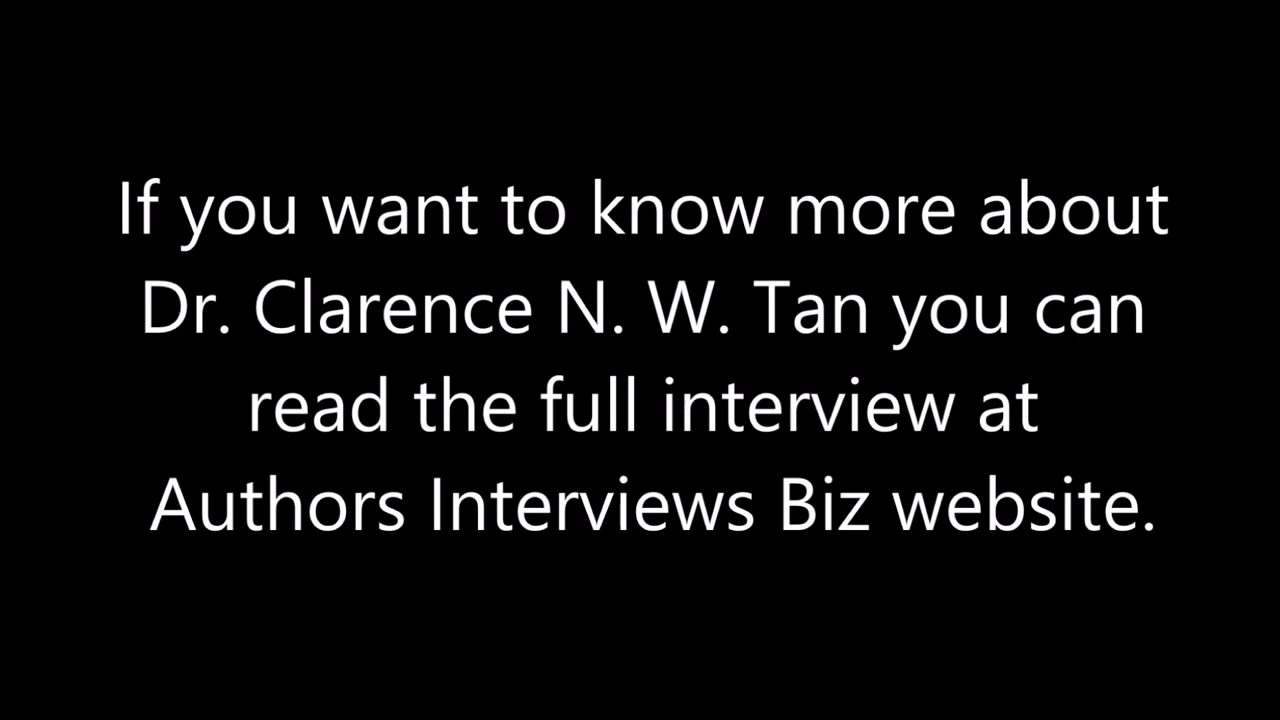 If you want to know more about
Dr. Clarence N. W. Tan you can
read the full interview at
Authors Interviews Biz website.